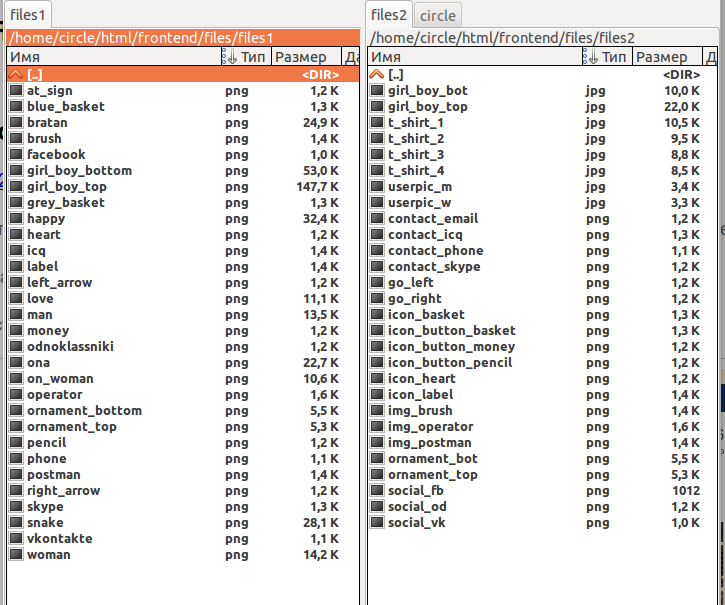 files1
/home/circle/html/frontend/files/files1
Имя Тип Размер Да
[..] <DIR>
at_sign png 1,2 K
blue_basket png 1,3 K
bratan png 24,9 K
brush png 1,4 K
facebook png 1,0 K
girl_boy_bottom png 53,0 K
girl_boy_top png 147,7 K
grey_basket png 1,3 K
happy png 32,4 K
heart png 1,2 K
icq png 1,4 K
label png 1,4 K
left_arrow png 1,2 K
love png 11,1 K
man png 13,5 K
money png 1,2 K
odnoklassniki png 1,2 K
ona png 22,7 K
on_woman png 10,6 K
operator png 1,6 K
ornament_bottom png 5,5 K
ornament_top png 5,3 K
pencil png 1,2 K
phone png 1,1 K
postman png 1,4 K
right_arrow png 1,2 K
skype png 1,3 K
snake png 28,1 K
vkontakte png 1,1 K
woman png 14,2 K
files2 circle
/home/circle/html/frontend/files/files2
Имя Тип Размер Д
[..] <DIR>
girl_boy_bot jpg 10,0 K
girl_boy_top jpg 22,0 K
t_shirt_1 jpg 10,5 K
t_shirt_2 jpg 9,5 K
t_shirt_3 jpg 8,8 K
t_shirt_4 jpg 8,5 K
userpic_m jpg 3,4 K
userpic_w jpg 3,3 K
contact_email png 1,2 K
contact_icq png 1,3 K
contact_phone png 1,1 K
contact_skype png 1,2 K
go_left png 1,2 K
go_right png 1,2 K
icon_basket png 1,3 K
icon_button_basket png 1,3 K
icon_button_money png 1,2 K
icon_button_pencil png 1,2 K
icon_heart png 1,2 K
icon_label png 1,4 K
img_brush png 1,4 K
img_operator png 1,6 K
img_postman png 1,4 K
ornament_bot png 5,5 K
ornament_top png 5,3 K
social_fb png 1012
social_od png 1,2 K
social_vk png 1,0 K